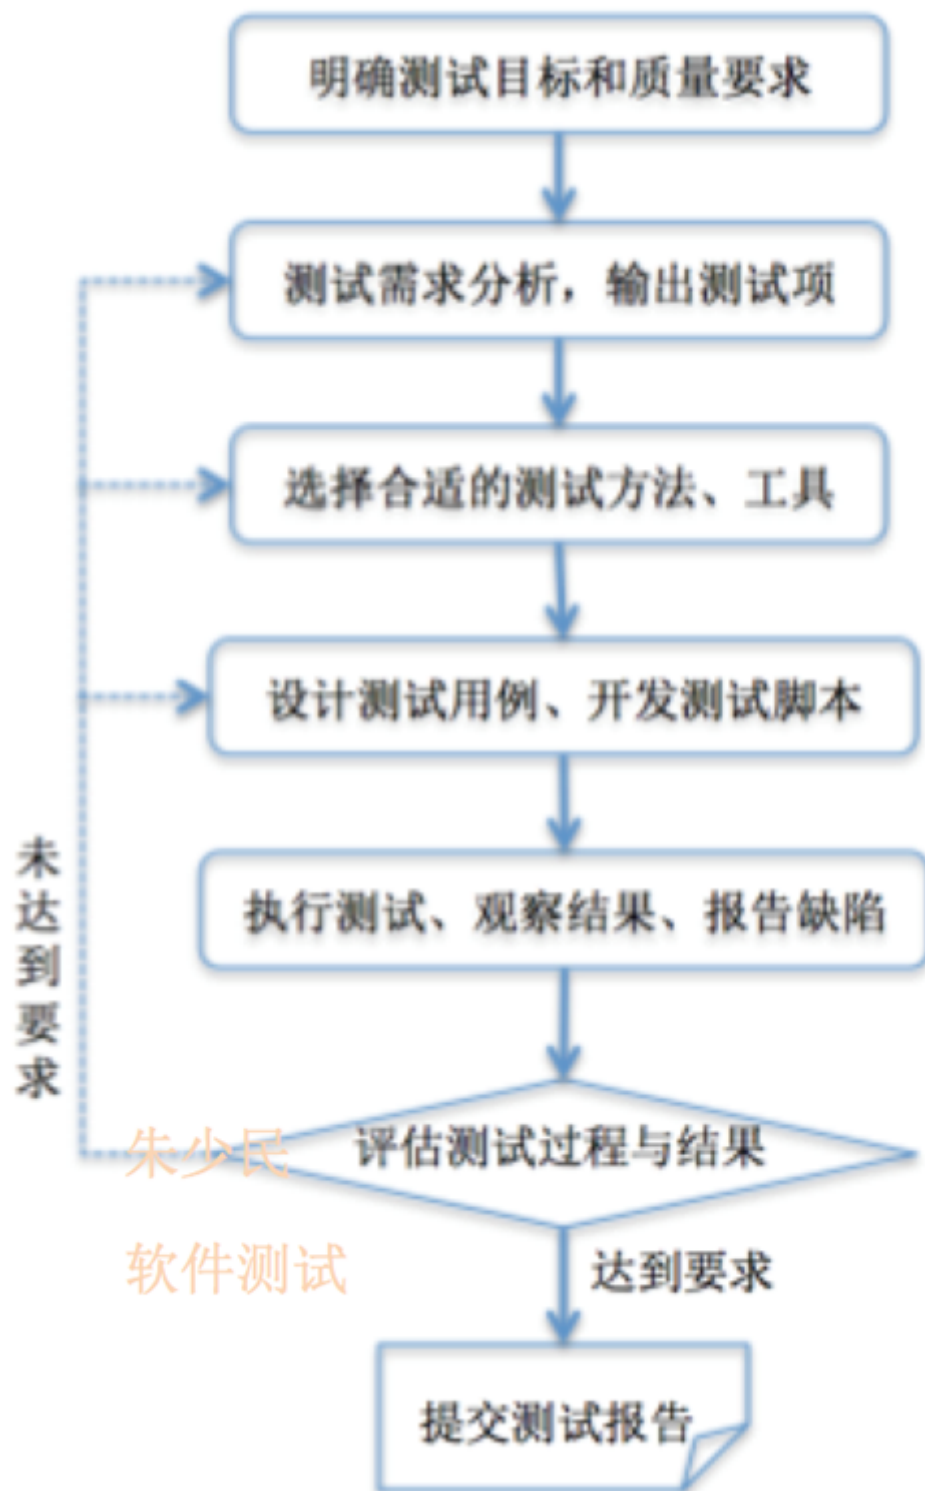 明确测试目标和质量要求
测试需求分析，输出测试项
选择合适的测试方法、工具
设计测试用例、开发测试脚本
执行测试、观察结果、报告缺陷
未达到要求
评估测试过程与结果
朱少民
软件测试
达到要求
提交测试报告